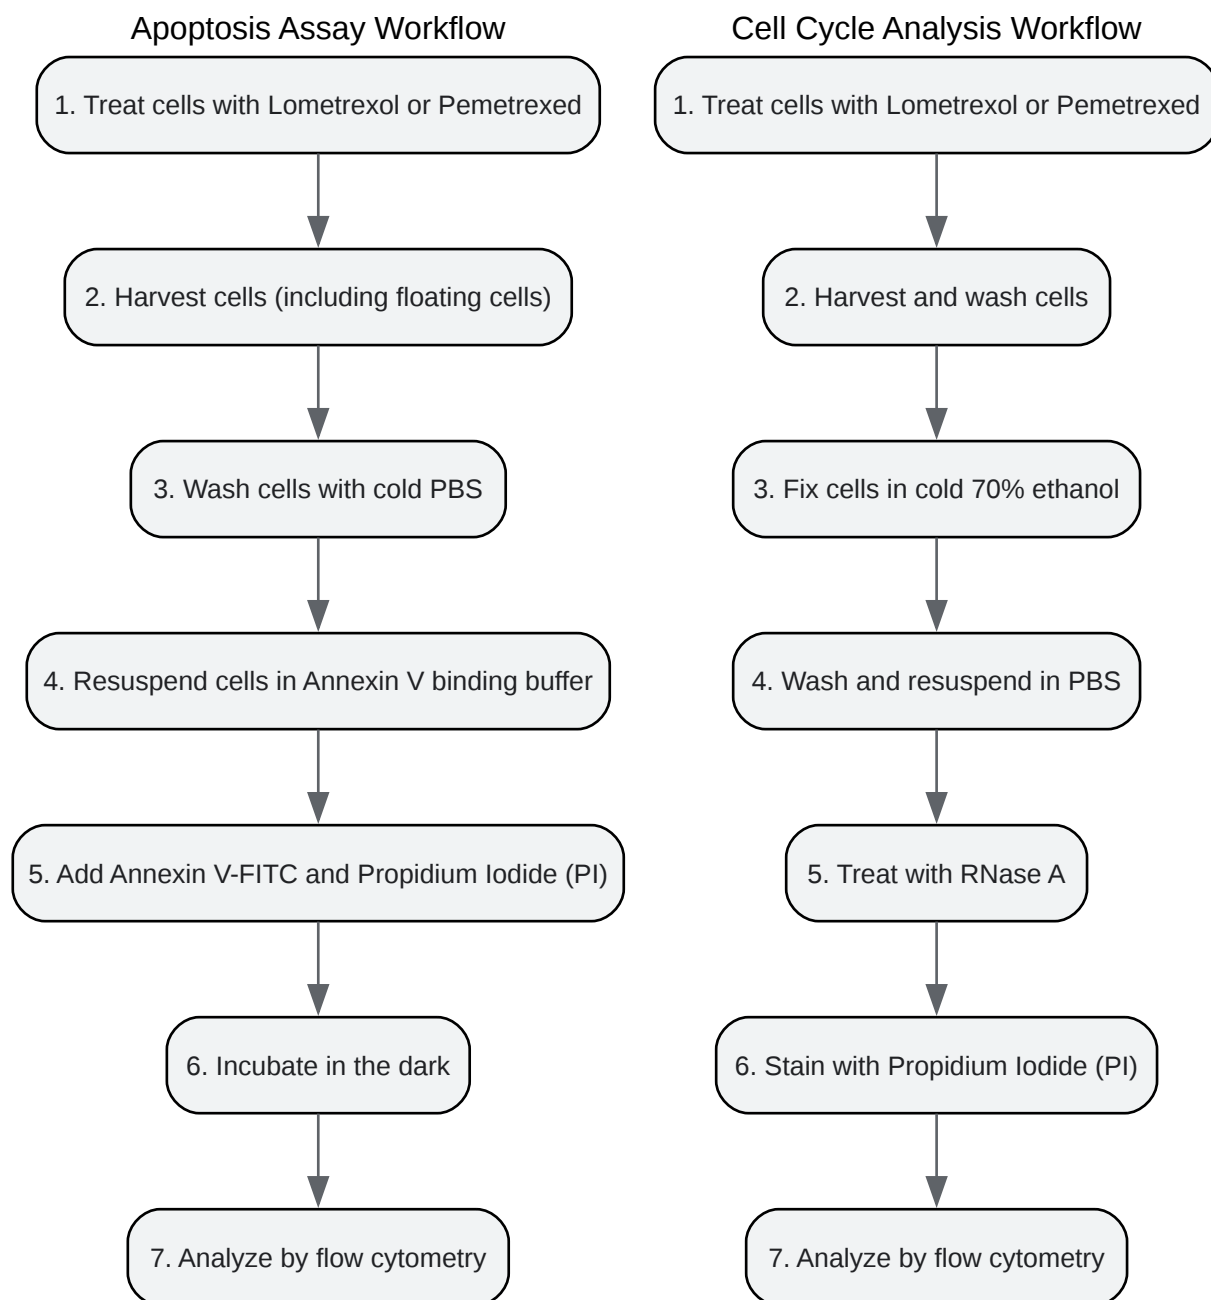 Apoptosis Assay Workflow
1. Treat cells with Lometrexol or Pemetrexed
2. Harvest cells (including floating cells)
3. Wash cells with cold PBS
4. Resuspend cells in Annexin V binding buffer
5. Add Annexin V-FITC and Propidium Iodide (PI)
6. Incubate in the dark
7. Analyze by flow cytometry
Cell Cycle Analysis Workflow
1. Treat cells with Lometrexol or Pemetrexed
2. Harvest and wash cells
3. Fix cells in cold 70% ethanol
4. Wash and resuspend in PBS
5. Treat with RNase A
6. Stain with Propidium Iodide (PI)
7. Analyze by flow cytometry